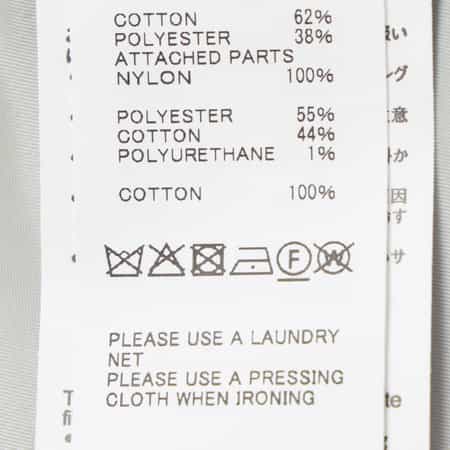 COTTON 62%
POLYESTER 38%
ATTACHED PARTS
NYLON 100%
POLYESTER 55%
COTTON 44%
POLYURETHANE 1%
COTTON 100%
F
W
PLEASE USE A LAUNDRY
NET
PLEASE USE A PRESSING
CLOTH WHEN IRONING